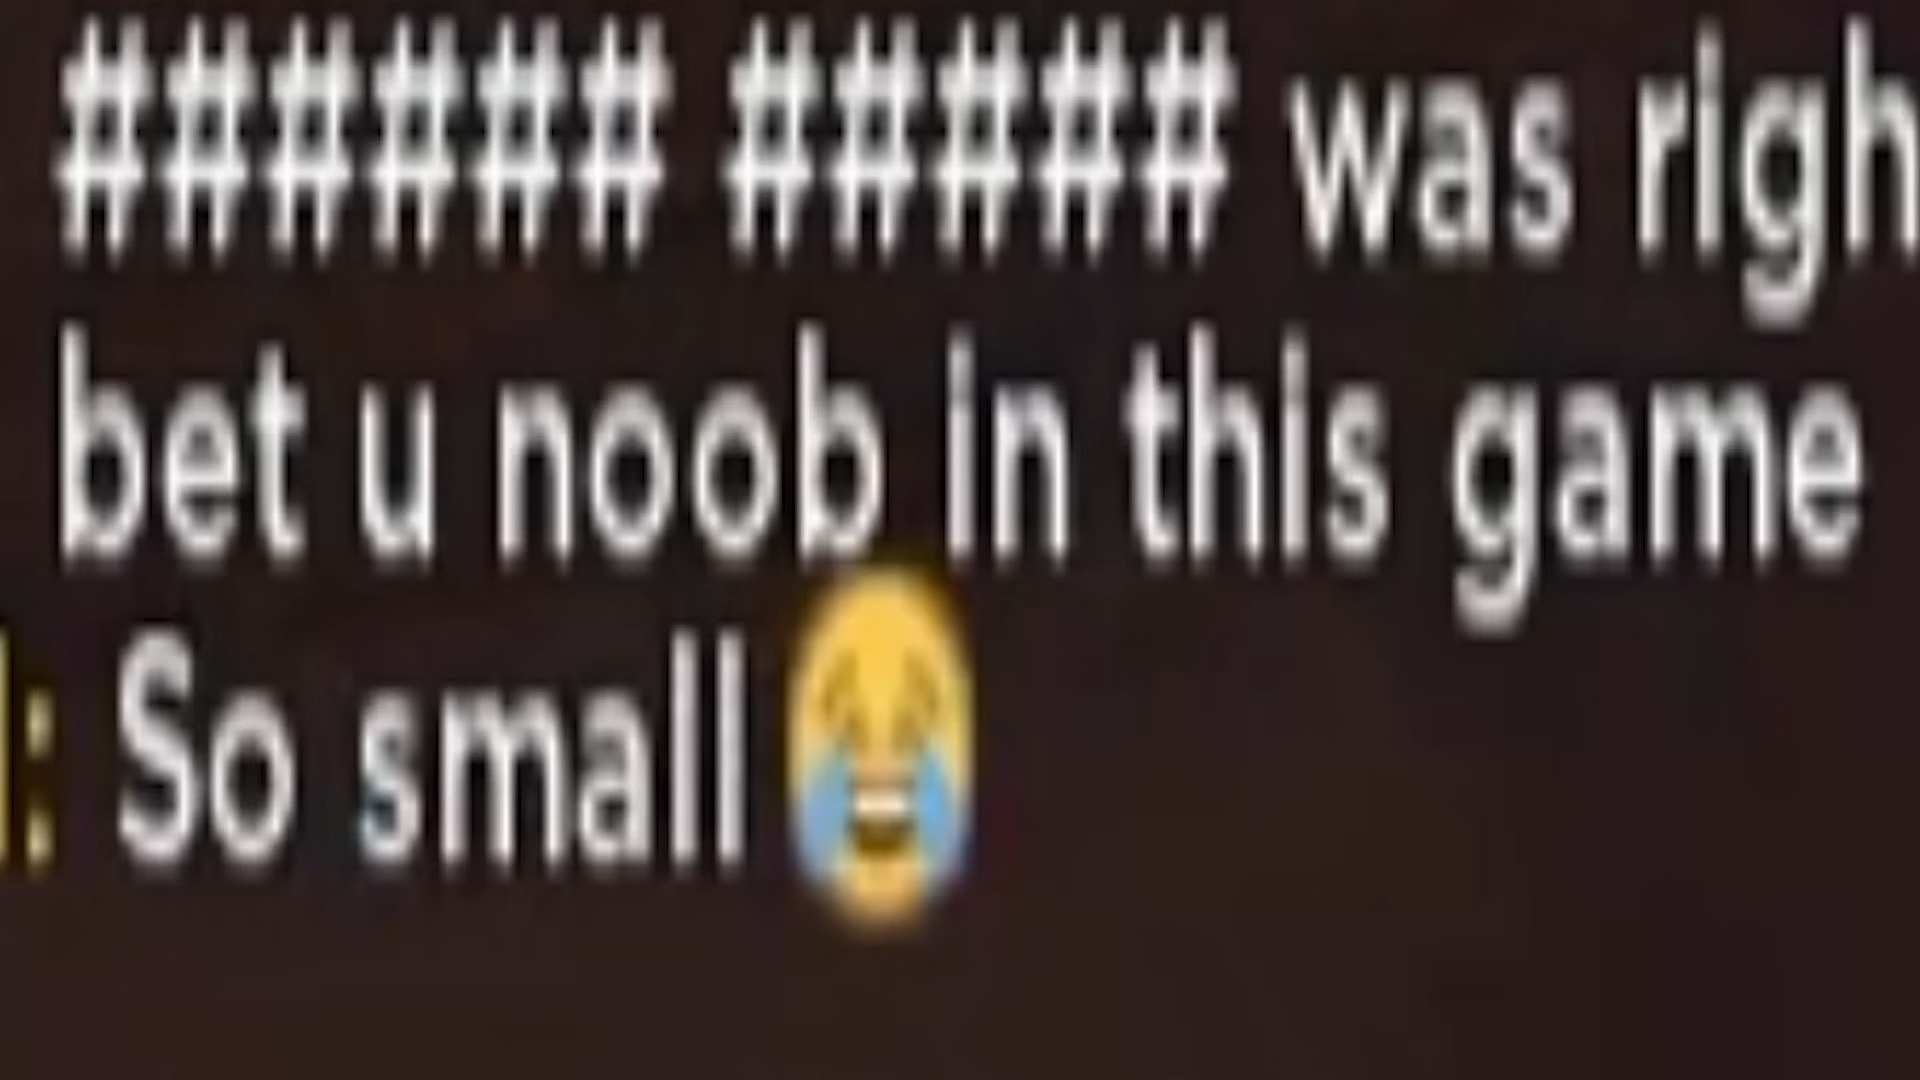 ###### ##### was righ
bet u noob in this game
: So small😂